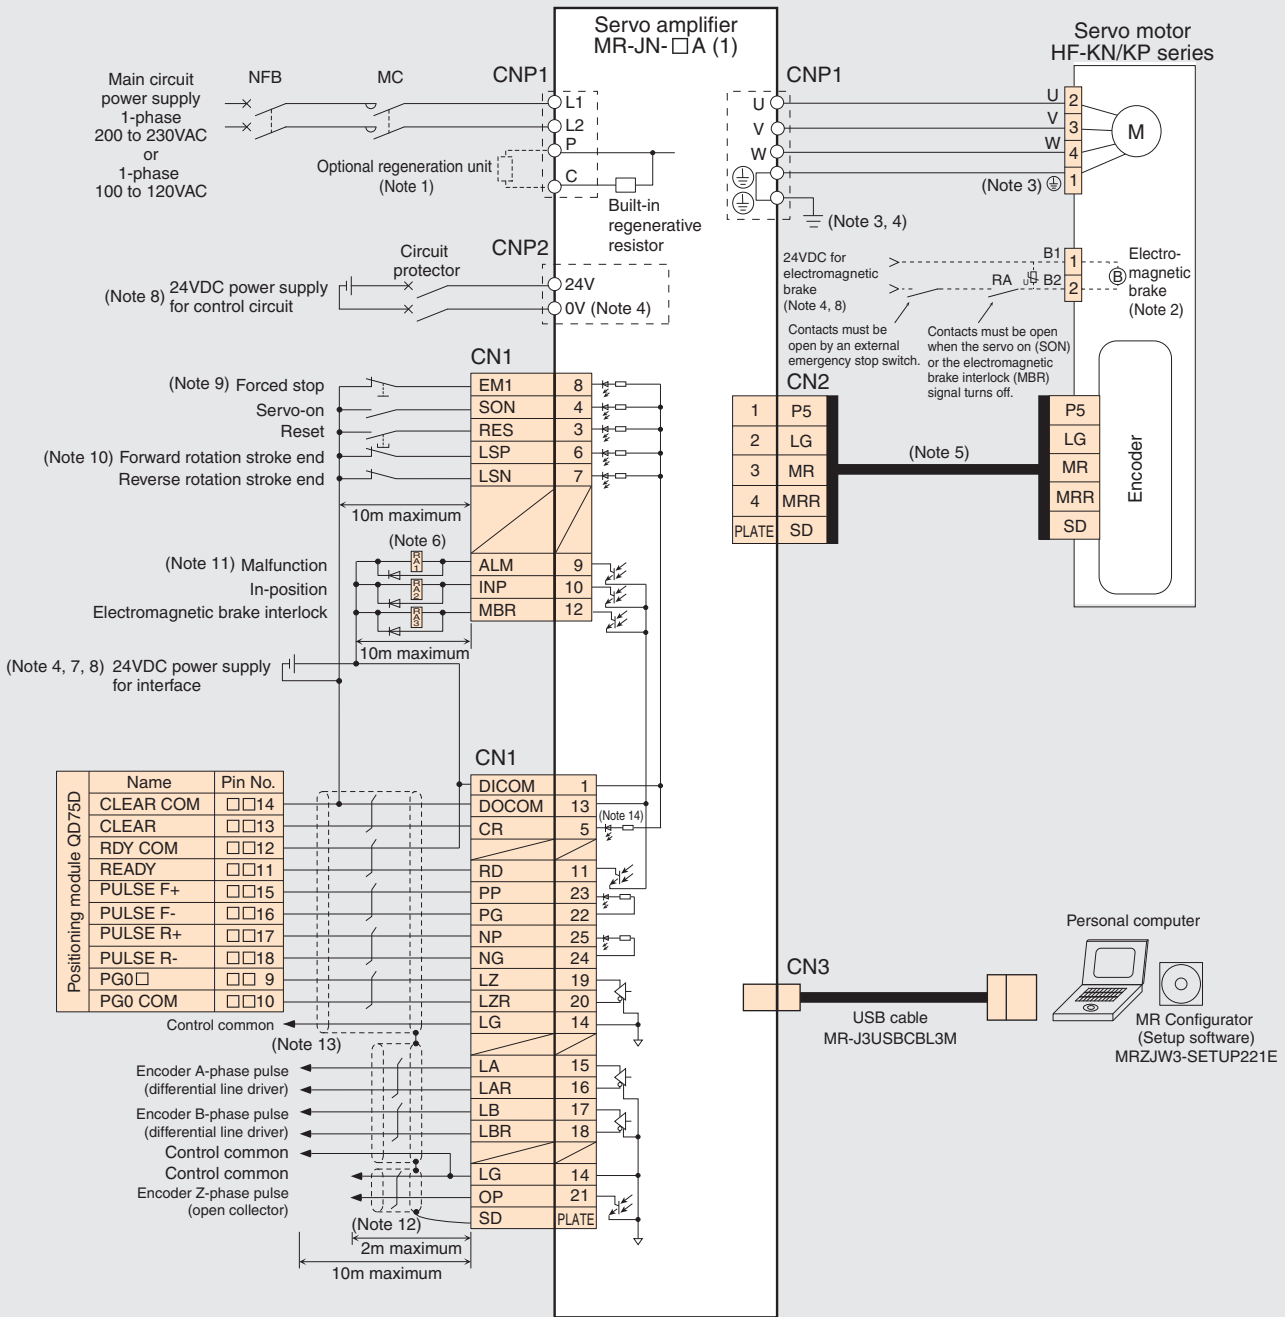 Servo amplifier
MR-JN-□A (1)
Servo motor
HF-KN/KP series
Main circuit
power supply
1-phase
200 to 230VAC
or
1-phase
100 to 120VAC
NFB
MC
CNP1
L1
L2
P
C
Optional regeneration unit
(Note 1)
Built-in
regenerative
resistor
CNP1
U
V
W
U 2
V 3
W 4
(Note 3) 1
M
(Note 3, 4)
CNP2
Circuit
protector
(Note 8) 24VDC power supply
for control circuit
24V
0V (Note 4)
24VDC for
electromagnetic
brake
(Note 4, 8)
B1 1
RA U B2 2
B
Electro-
magnetic
brake
(Note 2)
Contacts must be
open by an external
emergency stop switch.
Contacts must be open
when the servo on (SON)
or the electromagnetic
brake interlock (MBR)
signal turns off.
CN1
(Note 9) Forced stop EM1 8
Servo-on SON 4
Reset RES 3
(Note 10) Forward rotation stroke end LSP 6
Reverse rotation stroke end LSN 7
10m maximum
(Note 6)
(Note 11) Malfunction RA1 ALM 9
In-position RA2 INP 10
Electromagnetic brake interlock RA3 MBR 12
10m maximum
(Note 4, 7, 8) 24VDC power supply
for interface
CN2
1 P5
2 LG
3 MR
4 MRR
PLATE SD
(Note 5)
P5
LG
MR
MRR
SD
Encoder
CN1
Positioning module QD75D
Name Pin No.
CLEAR COM □□14
CLEAR □□13
RDY COM □□12
READY □□11
PULSE F+ □□15
PULSE F- □□16
PULSE R+ □□17
PULSE R- □□18
PG0□ □□ 9
PG0 COM □□10
DICOM 1
DOCOM 13
(Note 14)
CR 5
RD 11
PP 23
PG 22
NP 25
NG 24
LZ 19
LZR 20
Control common LG 14
(Note 13)
Encoder A-phase pulse LA 15
(differential line driver) LAR 16
Encoder B-phase pulse LB 17
(differential line driver) LBR 18
Control common
Control common LG 14
Encoder Z-phase pulse OP 21
(open collector)
SD PLATE
(Note 12)
2m maximum
10m maximum
CN3
USB cable
MR-J3USBCBL3M
Personal computer
MR Configurator
(Setup software)
MRZJW3-SETUP221E